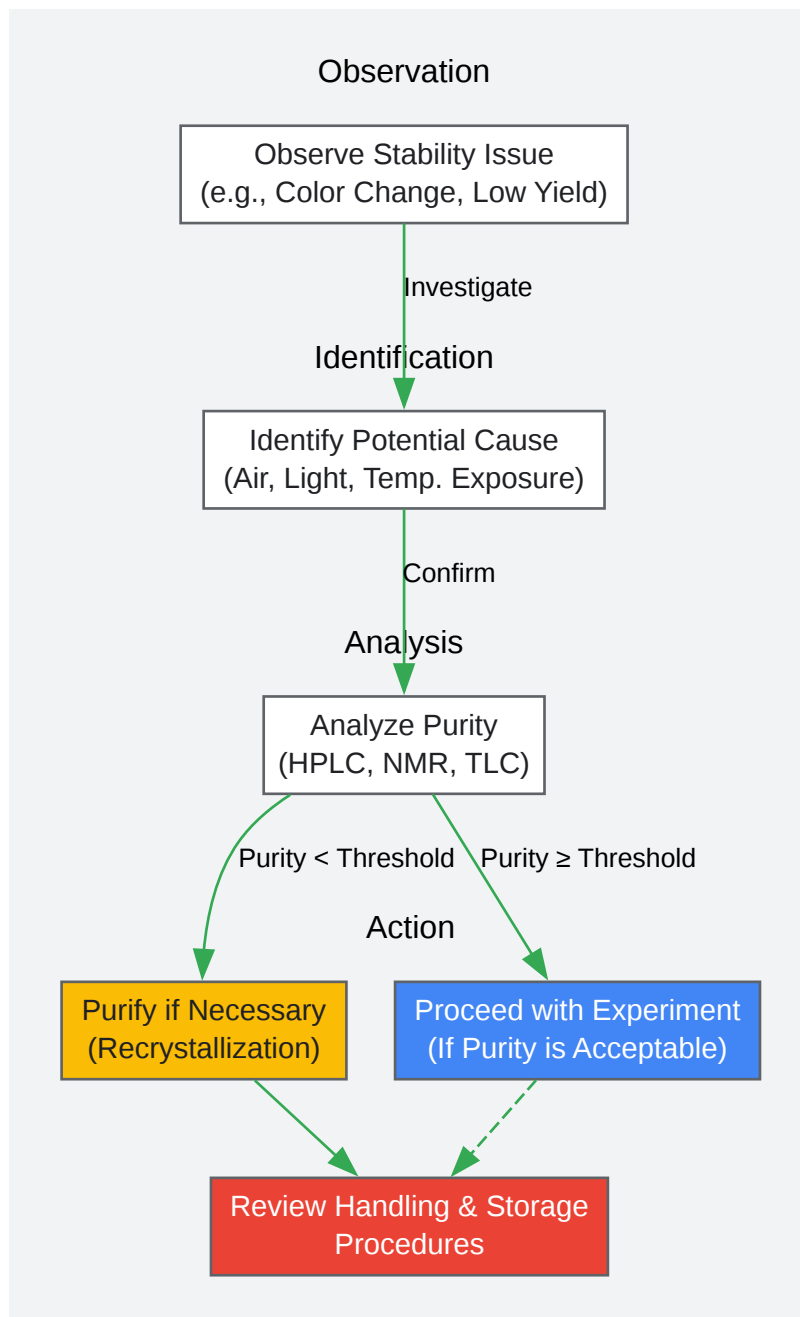 Observation
Observe Stability Issue
(e.g., Color Change, Low Yield)
Investigate
Identification
Identify Potential Cause
(Air, Light, Temp. Exposure)
Confirm
Analysis
Analyze Purity
(HPLC, NMR, TLC)
Purity < Threshold
Purity ≥ Threshold
Action
Purify if Necessary
(Recrystallization)
Proceed with Experiment
(If Purity is Acceptable)
Review Handling & Storage
Procedures